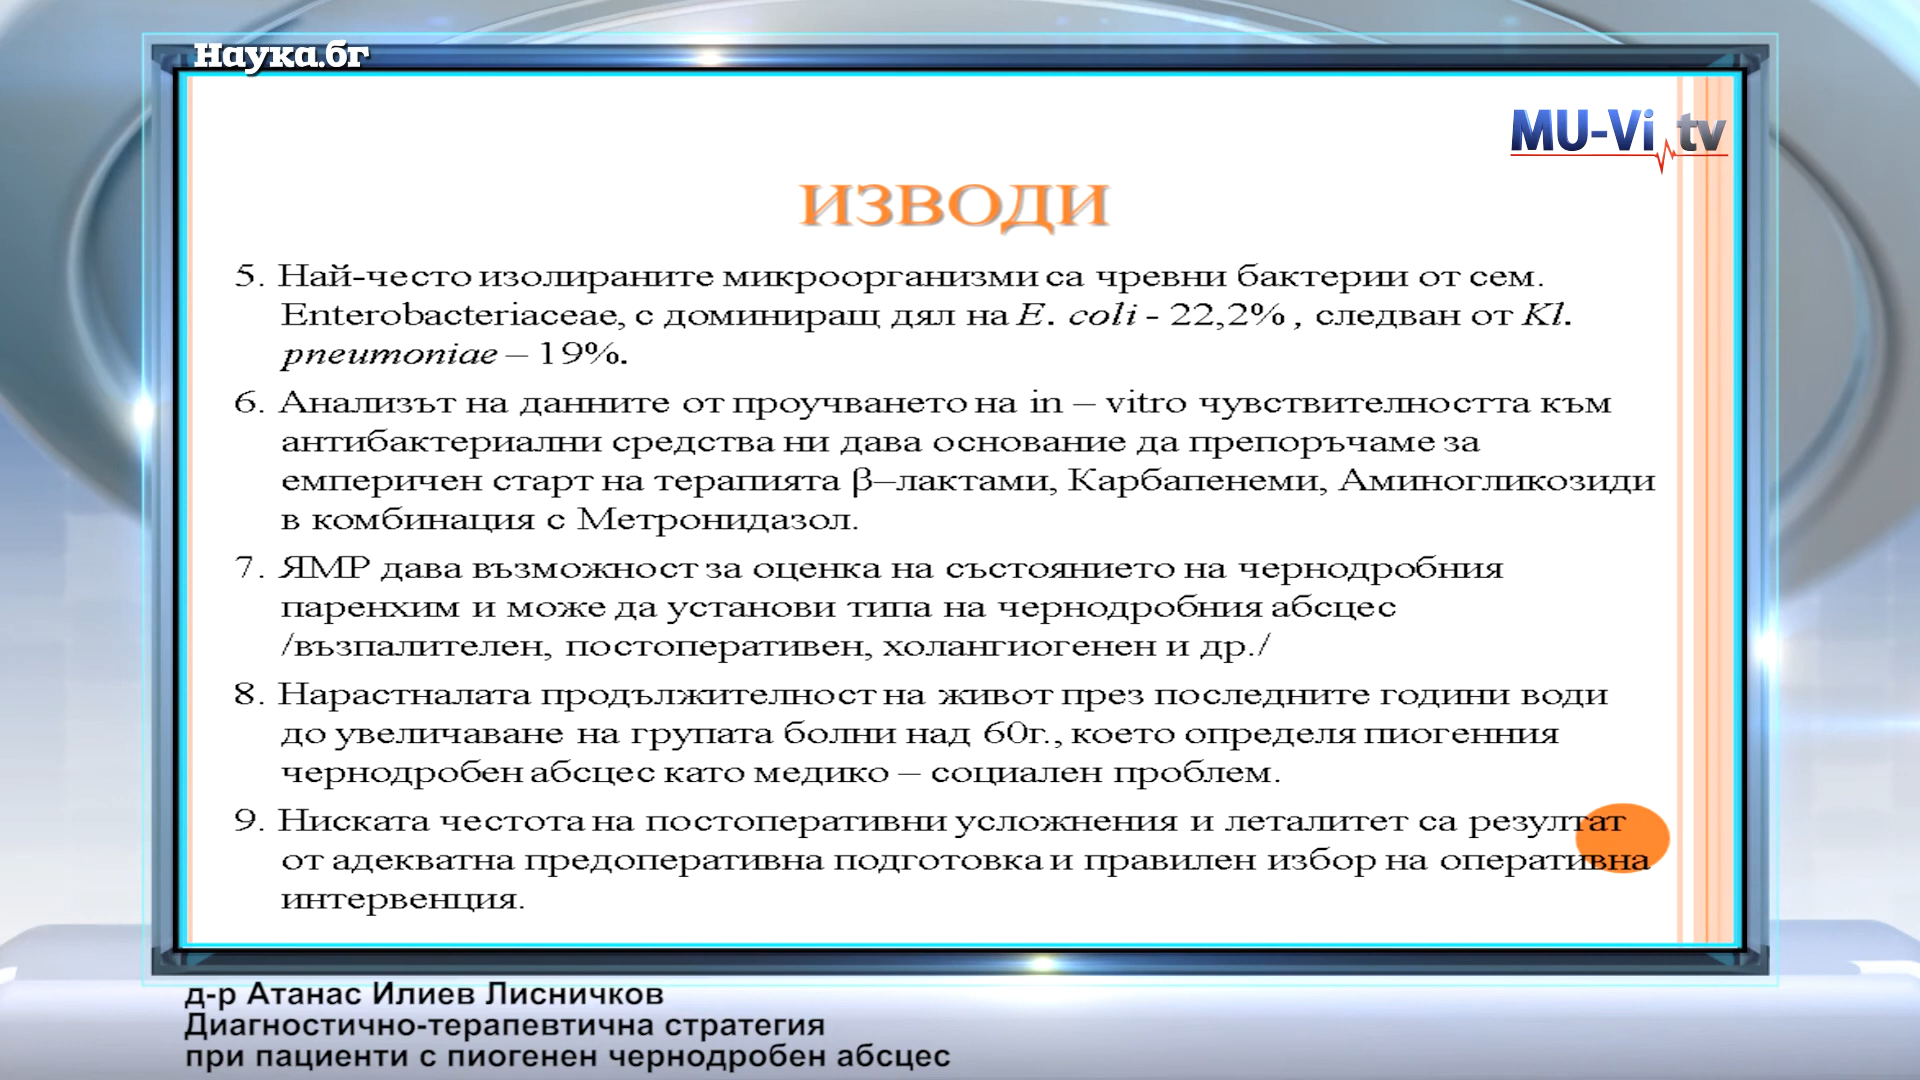 Наука.бг
MU-Vi tv
ИЗВОДИ
5. Най-често изолираните микроорганизми са чревни бактерии от сем.
Enterobacteriaceae, с доминиращ дял на E. coli - 22,2% , следван от Kl.
pneumoniae – 19%.
6. Анализът на данните от проучването на in – vitro чувствителността към
антибактериални средства ни дава основание да препоръчаме за
емперичен старт на терапията β–лактами, Карбапенеми, Аминогликозиди
в комбинация с Метронидазол.
7. ЯМР дава възможност за оценка на състоянието на чернодробния
паренхим и може да установи типа на чернодробния абсцес
/възпалителен, постоперативен, холангиогенен и др./
8. Нарастналата продължителност на живот през последните години води
до увеличаване на групата болни над 60г., което определя пиогенния
чернодробен абсцес като медико – социален проблем.
9. Ниската честота на постоперативни усложнения и леталитет са резултат
от адекватна предоперативна подготовка и правилен избор на оперативна
интервенция.
д-р Атанас Илиев Лисничков
Диагностично-терапевтична стратегия
при пациенти с пиогенен чернодробен абсцес